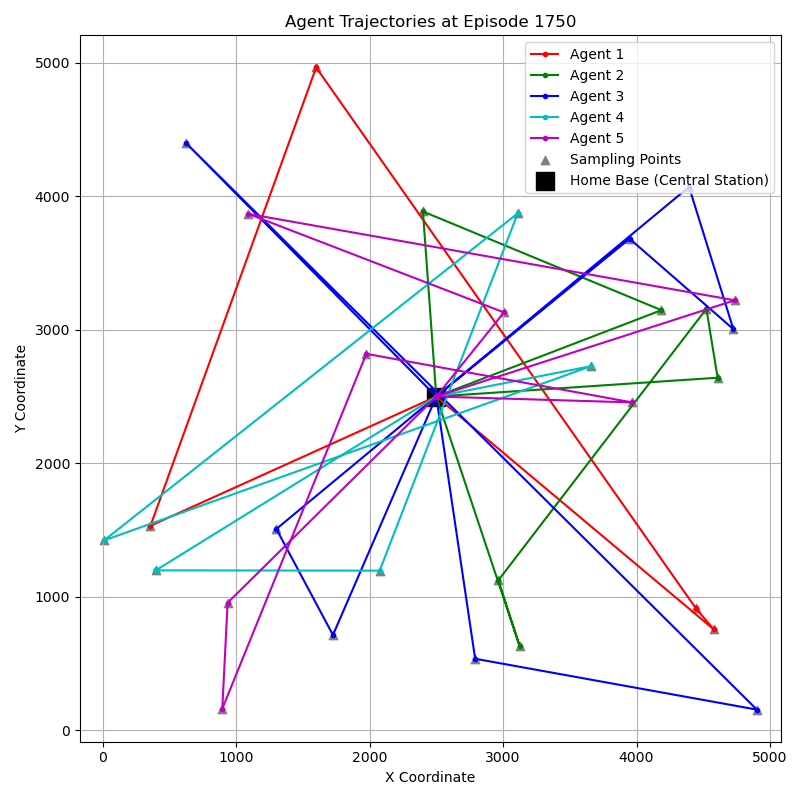 Agent Trajectories at Episode 1750
Agent 1
Agent 2
Agent 3
Agent 4
Agent 5
Sampling Points
Home Base (Central Station)
5000
4000
3000
2000
1000
0
Y Coordinate
0 1000 2000 3000 4000 5000
X Coordinate